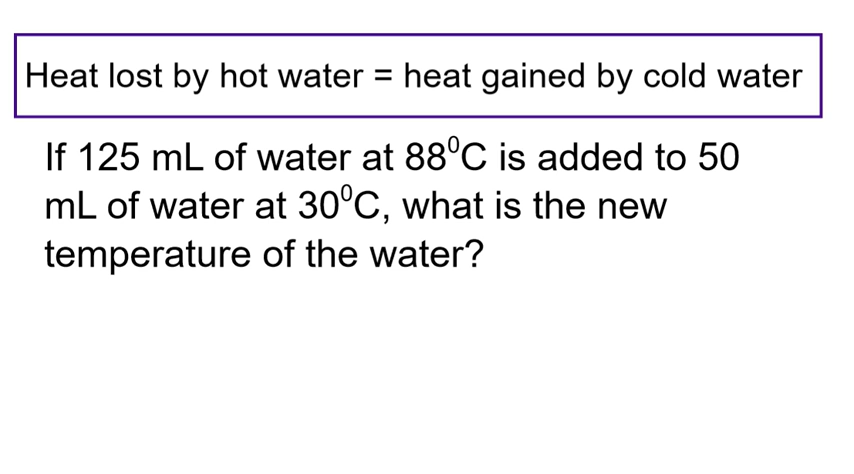 Heat lost by hot water = heat gained by cold water
If 125 mL of water at 88⁰C is added to 50
mL of water at 30⁰C, what is the new
temperature of the water?